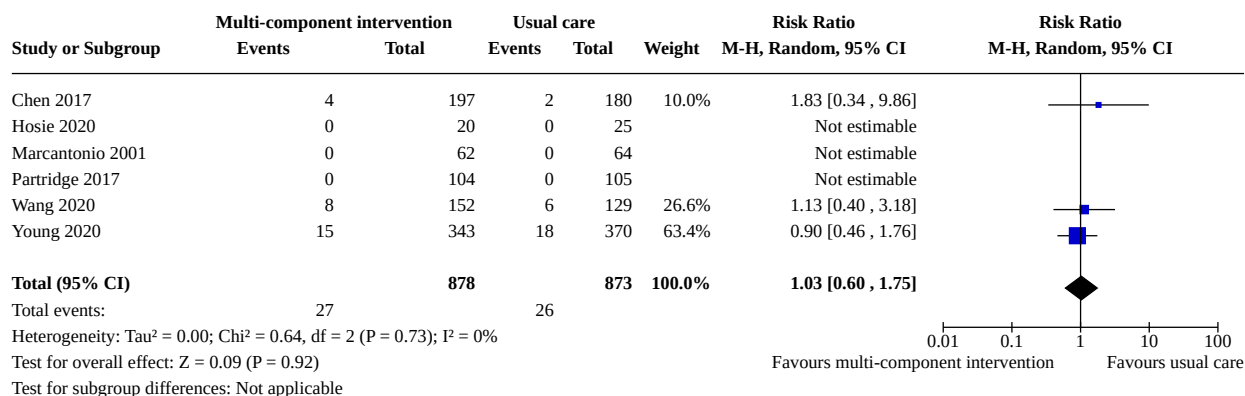 Multi-component intervention Usual care Risk Ratio Risk Ratio
Study or Subgroup Events Total Events Total Weight M-H, Random, 95% CI M-H, Random, 95% CI
Chen 2017 4 197 2 180 10.0% 1.83 [0.34 , 9.86]
Hosie 2020 0 20 0 25 Not estimable
Marcantonio 2001 0 62 0 64 Not estimable
Partridge 2017 0 104 0 105 Not estimable
Wang 2020 8 152 6 129 26.6% 1.13 [0.40 , 3.18]
Young 2020 15 343 18 370 63.4% 0.90 [0.46 , 1.76]
Total (95% CI) 878 873 100.0% 1.03 [0.60 , 1.75]
Total events: 27 26
Heterogeneity: Tau² = 0.00; Chi² = 0.64, df = 2 (P = 0.73); I² = 0%
0.01 0.1 1 10 100
Test for overall effect: Z = 0.09 (P = 0.92) Favours multi-component intervention Favours usual care
Test for subgroup differences: Not applicable